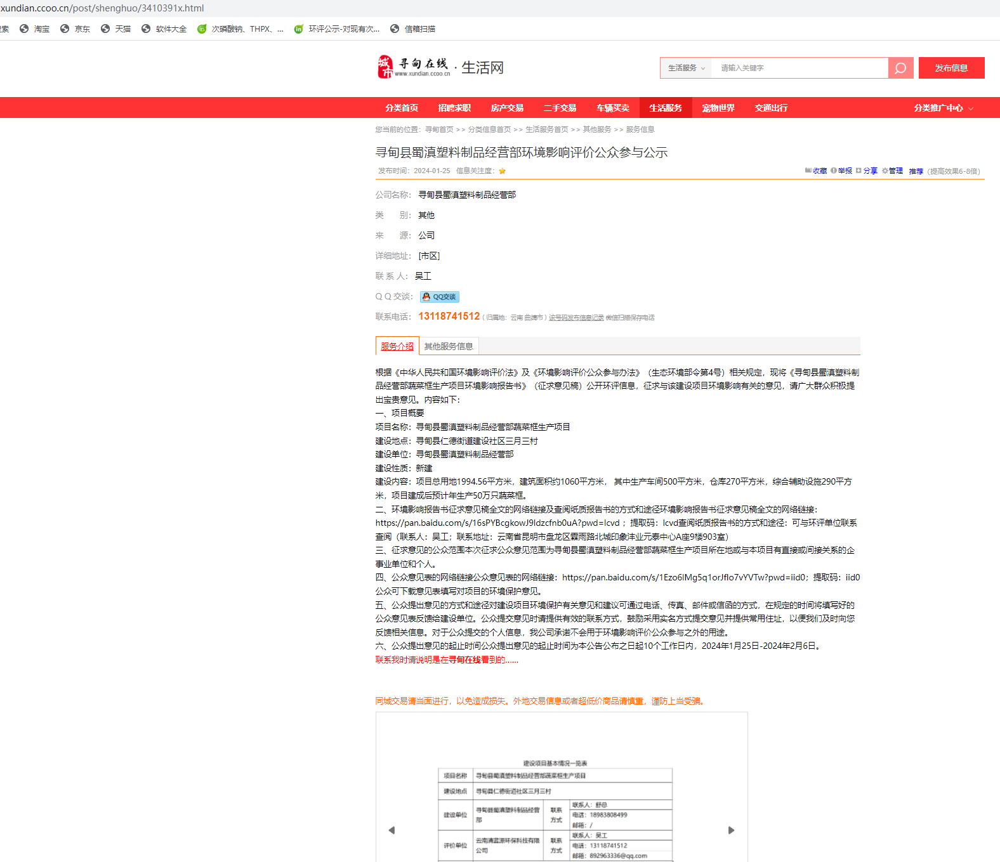 xundian.ccoo.cn/post/shenghuo/3410391x.html
搜索 淘宝 京东 天猫 软件大全 次磷酸钠、THPX、... 环评公示-对现有次... 信箱扫描
城市 寻甸在线 www.xundian.ccoo.cn · 生活网 生活服务 请输入关键字 发布信息
分类首页 招聘求职 房产交易 二手交易 车辆买卖 生活服务 宠物世界 交通出行 分类推广中心
您当前的位置：寻甸首页 >> 分类信息首页 >> 生活服务首页 >> 其他服务 >> 服务信息
寻甸县蜀滇塑料制品经营部环境影响评价公众参与公示
发布时间：2024-01-25 信息关注度： 收藏 举报 分享 管理 推荐 (提高效果6-8倍)
公司名称： 寻甸县蜀滇塑料制品经营部
类 别： 其他
来 源： 公司
详细地址： [市区]
联 系 人： 吴工
Q Q 交谈： QQ交谈
联系电话： 13118741512 ( 归属地：云南 曲靖市 ) 该号码发布信息记录 微信扫描保存电话
服务介绍 其他服务信息
根据《中华人民共和国环境影响评价法》及《环境影响评价公众参与办法》（生态环境部令第4号）相关规定，现将《寻甸县蜀滇塑料制
品经营部蔬菜框生产项目环境影响报告书》（征求意见稿）公开环评信息，征求与该建设项目环境影响有关的意见，请广大群众积极提
出宝贵意见。内容如下：
一、项目概要
项目名称：寻甸县蜀滇塑料制品经营部蔬菜框生产项目
建设地点：寻甸县仁德街道建设社区三月三村
建设单位：寻甸县蜀滇塑料制品经营部
建设性质：新建
建设内容：项目总用地1994.56平方米，建筑面积约1060平方米， 其中生产车间500平方米，仓库270平方米，综合辅助设施290平方
米，项目建成后预计年生产50万只蔬菜框。
二、环境影响报告书征求意见稿全文的网络链接及查阅纸质报告书的方式和途径环境影响报告书征求意见稿全文的网络链接：
https://pan.baidu.com/s/16sPYBcgkowJ9Idzcfnb0uA?pwd=lcvd ；提取码：lcvd查阅纸质报告书的方式和途径：可与环评单位联系
查阅（联系人：吴工；联系地址：云南省昆明市盘龙区霖雨路北城印象沣业元泰中心A座9楼903室）
三、征求意见的公众范围本次征求公众意见范围为寻甸县蜀滇塑料制品经营部蔬菜框生产项目所在地或与本项目有直接或间接关系的企
事业单位和个人。
四、公众意见表的网络链接公众意见表的网络链接：https://pan.baidu.com/s/1Ezo6IMg5q1orJfIo7vYVTw?pwd=iid0；提取码：iid0
公众可下载意见表填写对项目的环境保护意见。
五、公众提出意见的方式和途径对建设项目环境保护有关意见和建议可通过电话、传真、邮件或信函的方式，在规定的时间将填写好的
公众意见表反馈给建设单位。公众提交意见时请提供有效的联系方式，鼓励采用实名方式提交意见并提供常用住址，以便我们及时向您
反馈相关信息。对于公众提交的个人信息，我公司承诺不会用于环境影响评价公众参与之外的用途。
六、公众提出意见的起止时间公众提出意见的起止时间为本公告公布之日起10个工作日内，2024年1月25日-2024年2月6日。
联系我时请说明是在寻甸在线看到的......
同城交易请当面进行，以免造成损失。外地交易信息或者超低价商品请慎重，谨防上当受骗。
建设项目基本情况一览表
项目名称 寻甸县蜀滇塑料制品经营部蔬菜框生产项目
建设地点 寻甸县仁德街道社区三月三村
建设单位 寻甸县蜀滇塑料制品经营部 联系方式 联系人：舒总
电话：18983808499
邮箱：/
评价单位 云南清蓝源环保科技有限公司 联系方式 联系人：吴工
电话：13118741512
邮箱：892963336@qq.com